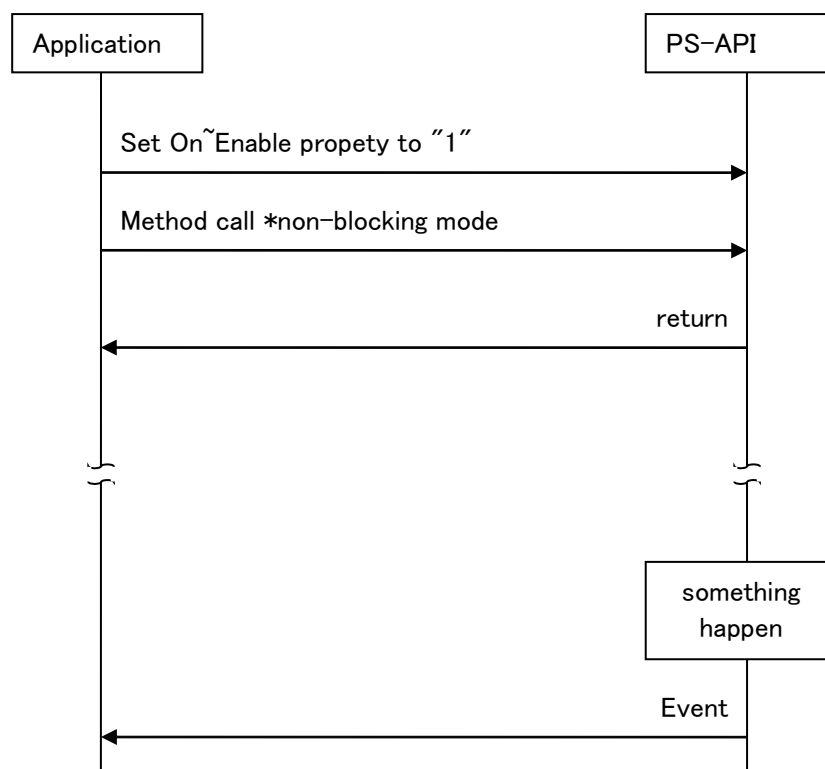 Application
PS-API
Set On~Enable propety to "1"
Method call *non-blocking mode
return
something
happen
Event